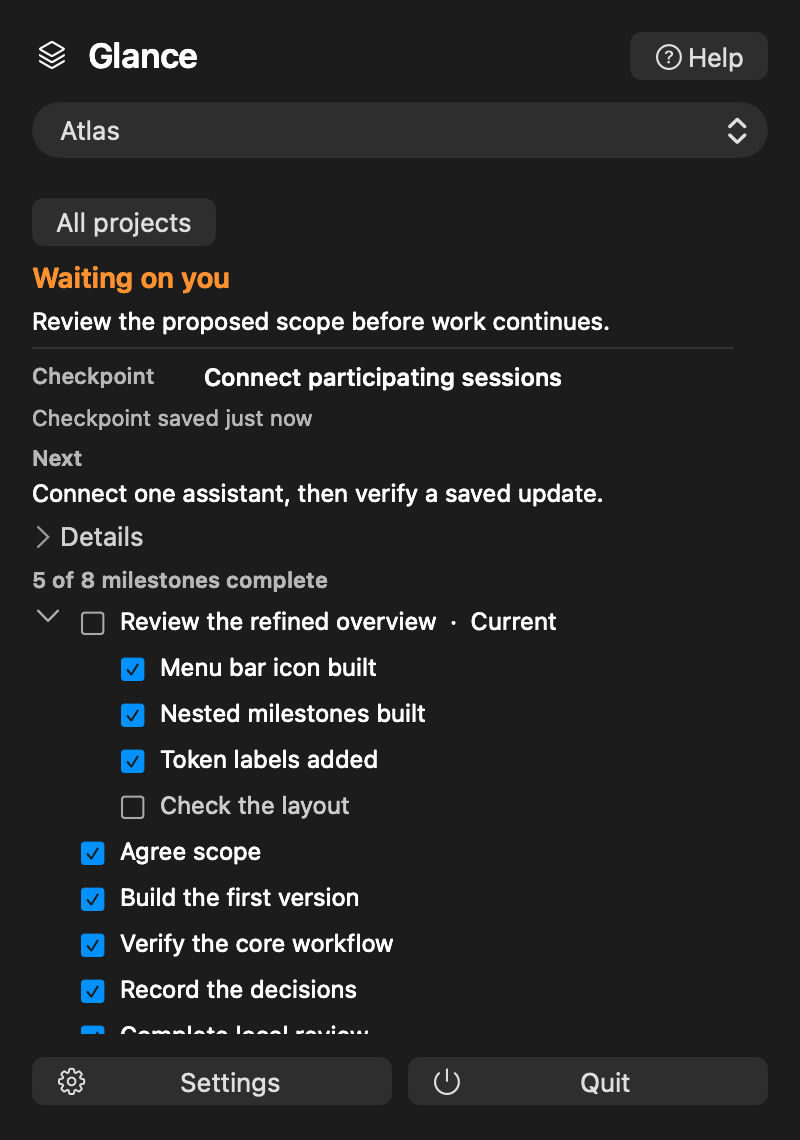 Glance
Help
Atlas
All projects
Waiting on you
Review the proposed scope before work continues.
Checkpoint Connect participating sessions
Checkpoint saved just now
Next
Connect one assistant, then verify a saved update.
Details
5 of 8 milestones complete
Review the refined overview · Current
Menu bar icon built
Nested milestones built
Token labels added
Check the layout
Agree scope
Build the first version
Verify the core workflow
Record the decisions
Complete local review
Settings
Quit